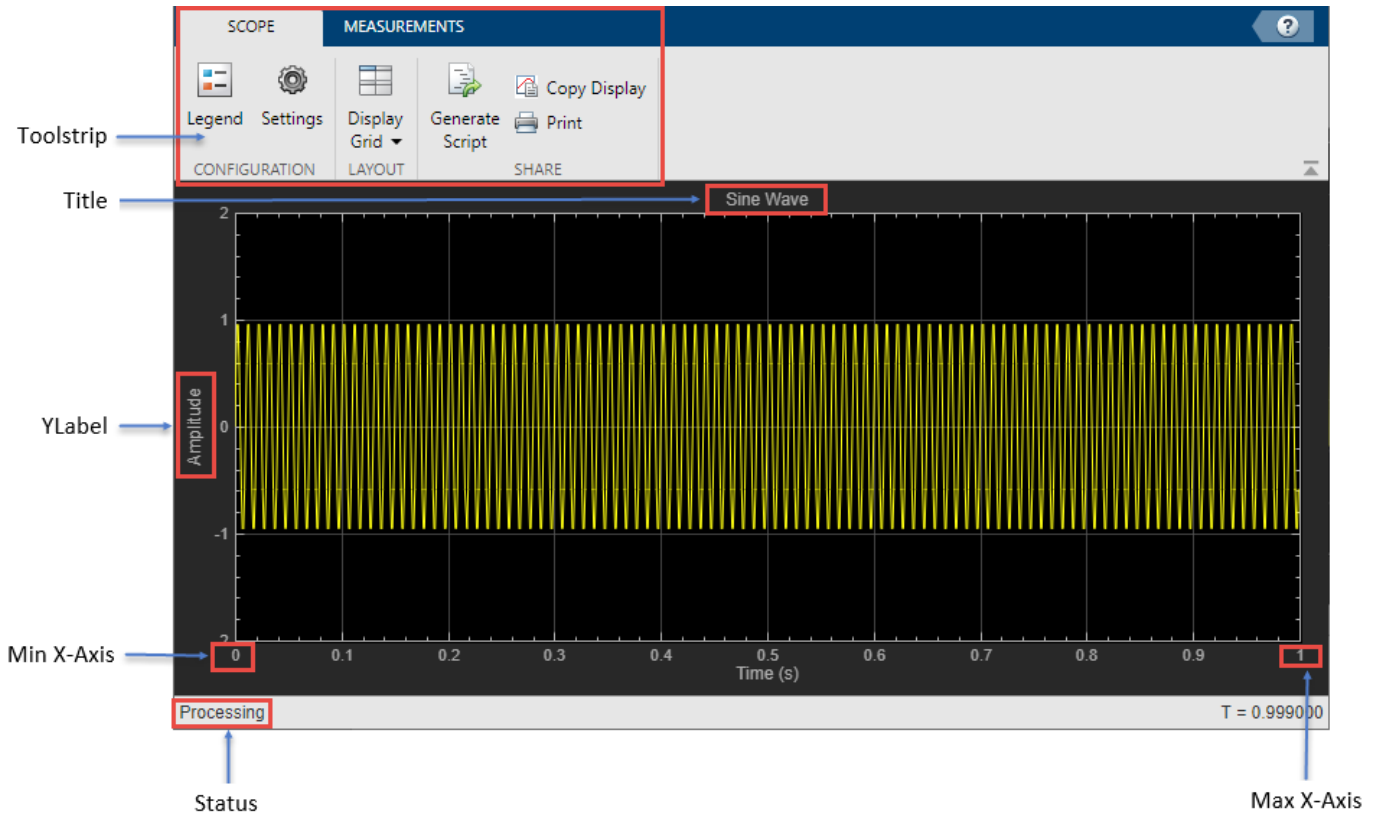 SCOPE
MEASUREMENTS
?
Legend
Settings
Display
Grid
Generate
Script
Copy Display
Print
CONFIGURATION
LAYOUT
SHARE
Toolstrip
Title
Sine Wave
2
1
YLabel
Amplitude
0
-1
-2
Min X-Axis
0 0.1 0.2 0.3 0.4 0.5 0.6 0.7 0.8 0.9 1
Time (s)
Processing
T = 0.999000
Status
Max X-Axis